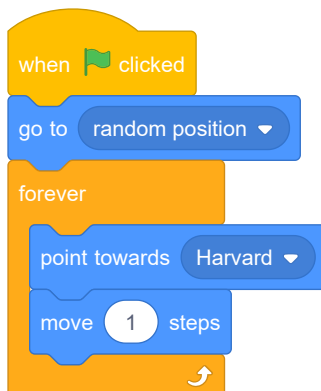 when clicked
go to random position
forever
point towards Harvard
move 1 steps